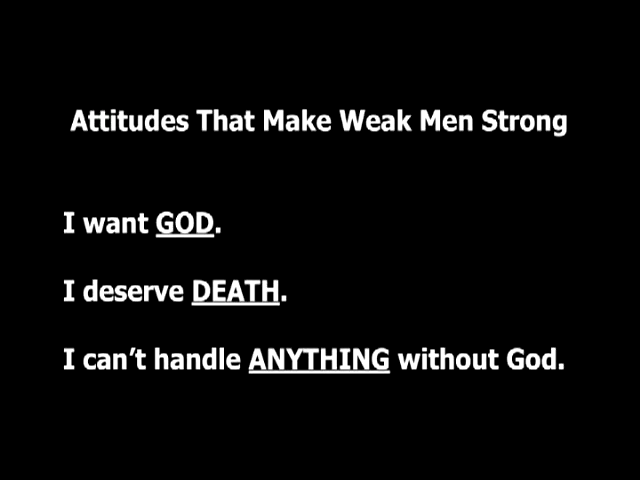 Attitudes That Make Weak Men Strong
I want GOD.
I deserve DEATH.
I can’t handle ANYTHING without God.